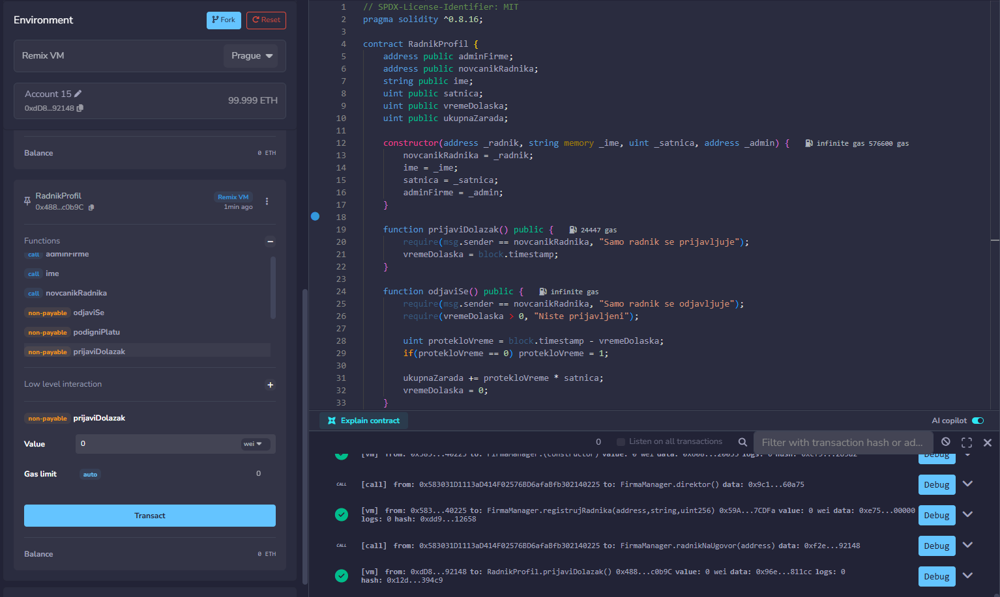 Environment
Fork
Reset
Remix VM
Prague
Account 15
99.999 ETH
0xdD8...92148
Balance
0 ETH
RadnikProfil
Remix VM
0x488...c0b9C
1min ago
Functions
call adminFirme
call ime
call novcanikRadnika
non-payable odjaviSe
non-payable podigniPlatu
non-payable prijaviDolazak
Low level interaction
non-payable prijaviDolazak
Value
0
wei
Gas limit
auto
0
Transact
Balance
0 ETH
1 // SPDX-License-Identifier: MIT
2 pragma solidity ^0.8.16;
3
4 contract RadnikProfil {
5 address public adminFirme;
6 address public novcanikRadnika;
7 string public ime;
8 uint public satnica;
9 uint public vremeDolaska;
10 uint public ukupnaZarada;
11
12 constructor(address _radnik, string memory _ime, uint _satnica, address _admin) { infinite gas 576600 gas
13 novcanikRadnika = _radnik;
14 ime = _ime;
15 satnica = _satnica;
16 adminFirme = _admin;
17 }
18
19 function prijaviDolazak() public { 24447 gas
20 require(msg.sender == novcanikRadnika, "Samo radnik se prijavljuje");
21 vremeDolaska = block.timestamp;
22 }
23
24 function odjaviSe() public { infinite gas
25 require(msg.sender == novcanikRadnika, "Samo radnik se odjavljuje");
26 require(vremeDolaska > 0, "Niste prijavljeni");
27
28 uint protekloVreme = block.timestamp - vremeDolaska;
29 if(protekloVreme == 0) protekloVreme = 1;
30
31 ukupnaZarada += protekloVreme * satnica;
32 vremeDolaska = 0;
33 }
Explain contract
AI copilot
0
Listen on all transactions
Filter with transaction hash or ad...
[vm] from: 0x583...40225 to: FirmaManager.(constructor) value: 0 wei data: 0x608...20033 logs: 0 hash:
Debug
CALL [call] from: 0x583031D1113aD414F02576BD6afaBfb302140225 to: FirmaManager.direktor() data: 0x9c1...60a75
Debug
[vm] from: 0x583...40225 to: FirmaManager.registrujRadnika(address,string,uint256) 0x59A...7CDFa value: 0 wei data: 0xe75...00000
logs: 0 hash: 0xdd9...12658
Debug
CALL [call] from: 0x583031D1113aD414F02576BD6afaBfb302140225 to: FirmaManager.radnikNaUgovor(address) data: 0xf2e...92148
Debug
[vm] from: 0xdD8...92148 to: RadnikProfil.prijaviDolazak() 0x488...c0b9C value: 0 wei data: 0x96e...811cc logs: 0
hash: 0x12d...394c9
Debug